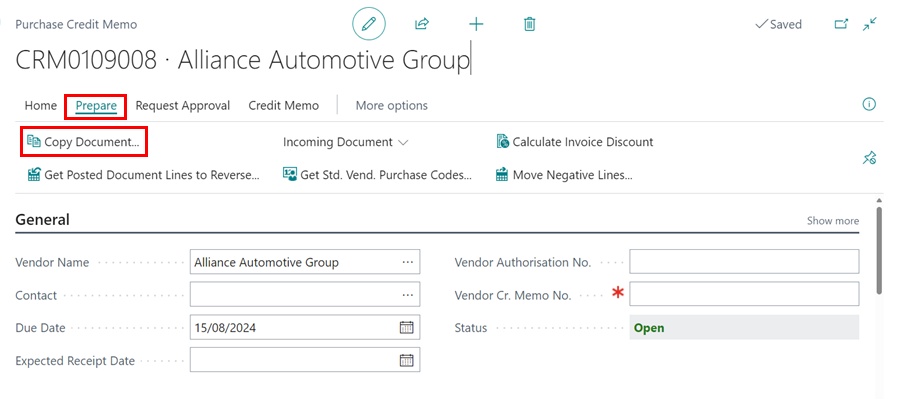 Purchase Credit Memo
Saved
CRM0109008 · Alliance Automotive Group
Home Prepare Request Approval Credit Memo More options
Copy Document... Incoming Document Calculate Invoice Discount
Get Posted Document Lines to Reverse... Get Std. Vend. Purchase Codes... Move Negative Lines...
General Show more
Vendor Name Alliance Automotive Group ... Vendor Authorisation No.
Contact ... Vendor Cr. Memo No. *
Due Date 15/08/2024 Status Open
Expected Receipt Date